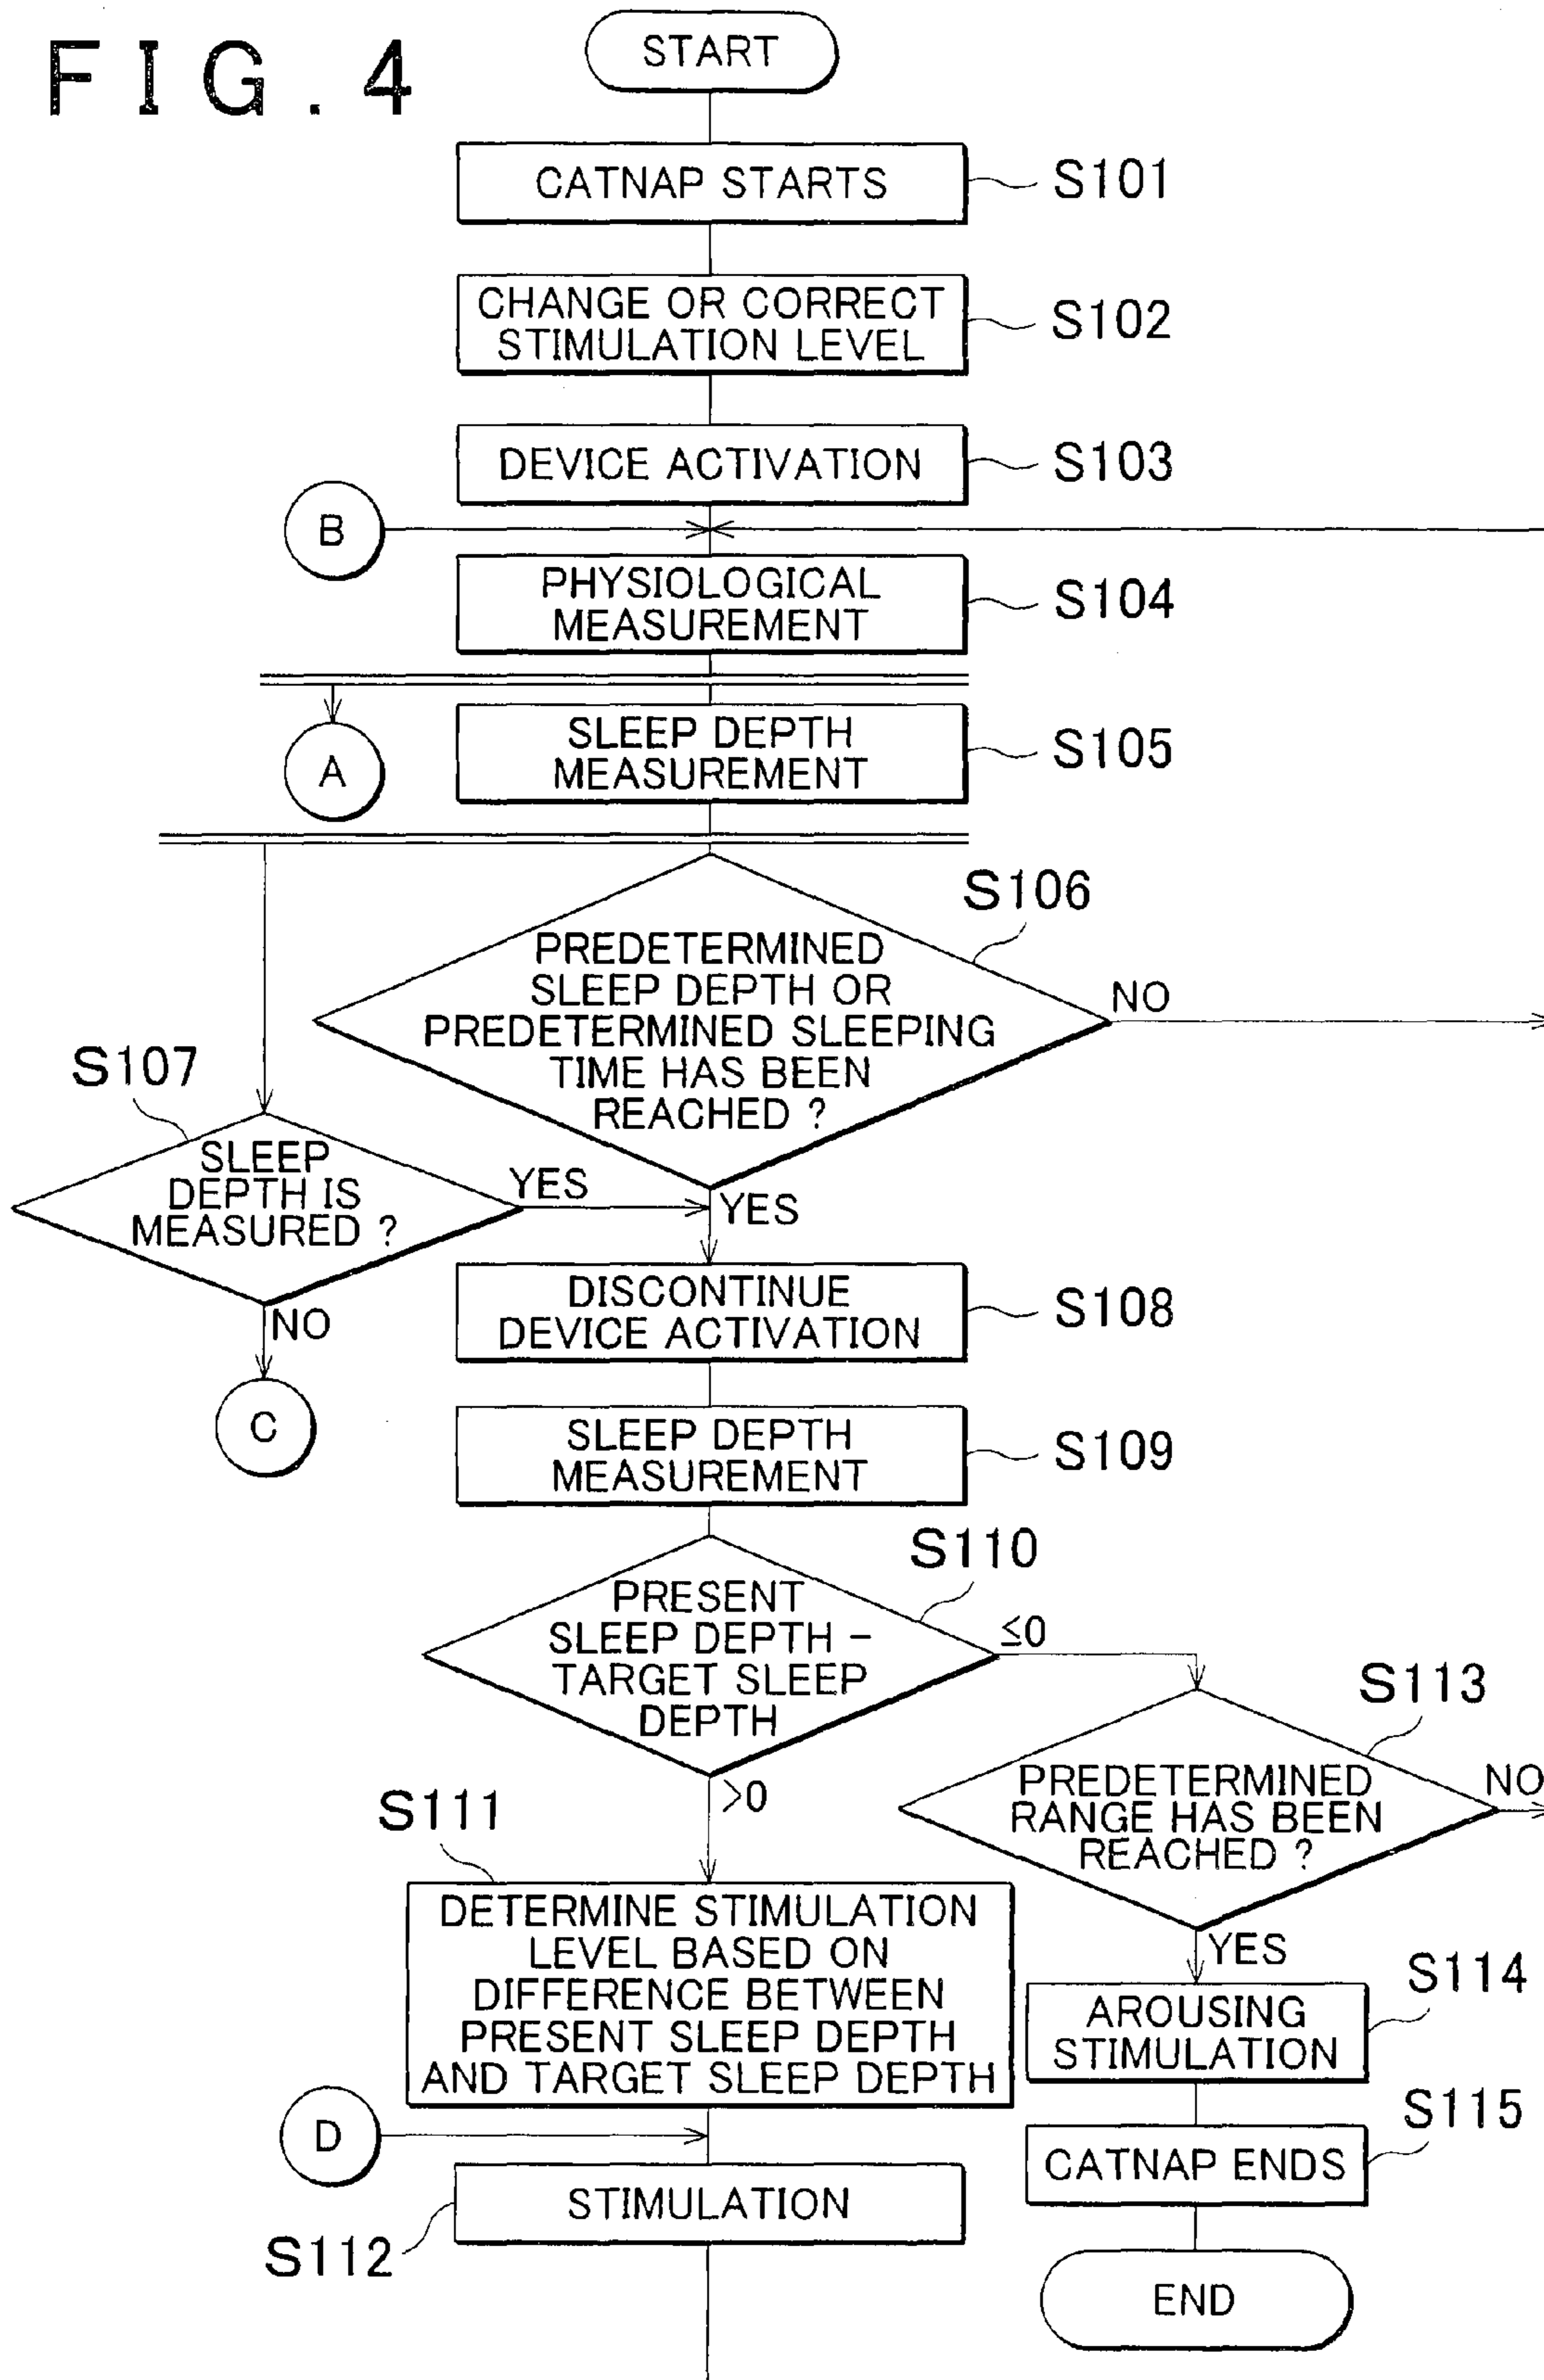 FIG. 4
START
CATNAP STARTS
S101
CHANGE OR CORRECT
STIMULATION LEVEL
S102
DEVICE ACTIVATION
S103
B
PHYSIOLOGICAL
MEASUREMENT
S104
A
SLEEP DEPTH
MEASUREMENT
S105
S106
PREDETERMINED
SLEEP DEPTH OR
PREDETERMINED SLEEPING
TIME HAS BEEN
REACHED ?
NO
S107
SLEEP
DEPTH IS
MEASURED ?
YES
YES
NO
C
DISCONTINUE
DEVICE ACTIVATION
S108
SLEEP DEPTH
MEASUREMENT
S109
S110
PRESENT
SLEEP DEPTH -
TARGET SLEEP
DEPTH
≤0
>0
S113
PREDETERMINED
RANGE HAS BEEN
REACHED ?
NO
YES
S111
DETERMINE STIMULATION
LEVEL BASED ON
DIFFERENCE BETWEEN
PRESENT SLEEP DEPTH
AND TARGET SLEEP DEPTH
S114
AROUSING
STIMULATION
D
STIMULATION
S112
S115
CATNAP ENDS
END